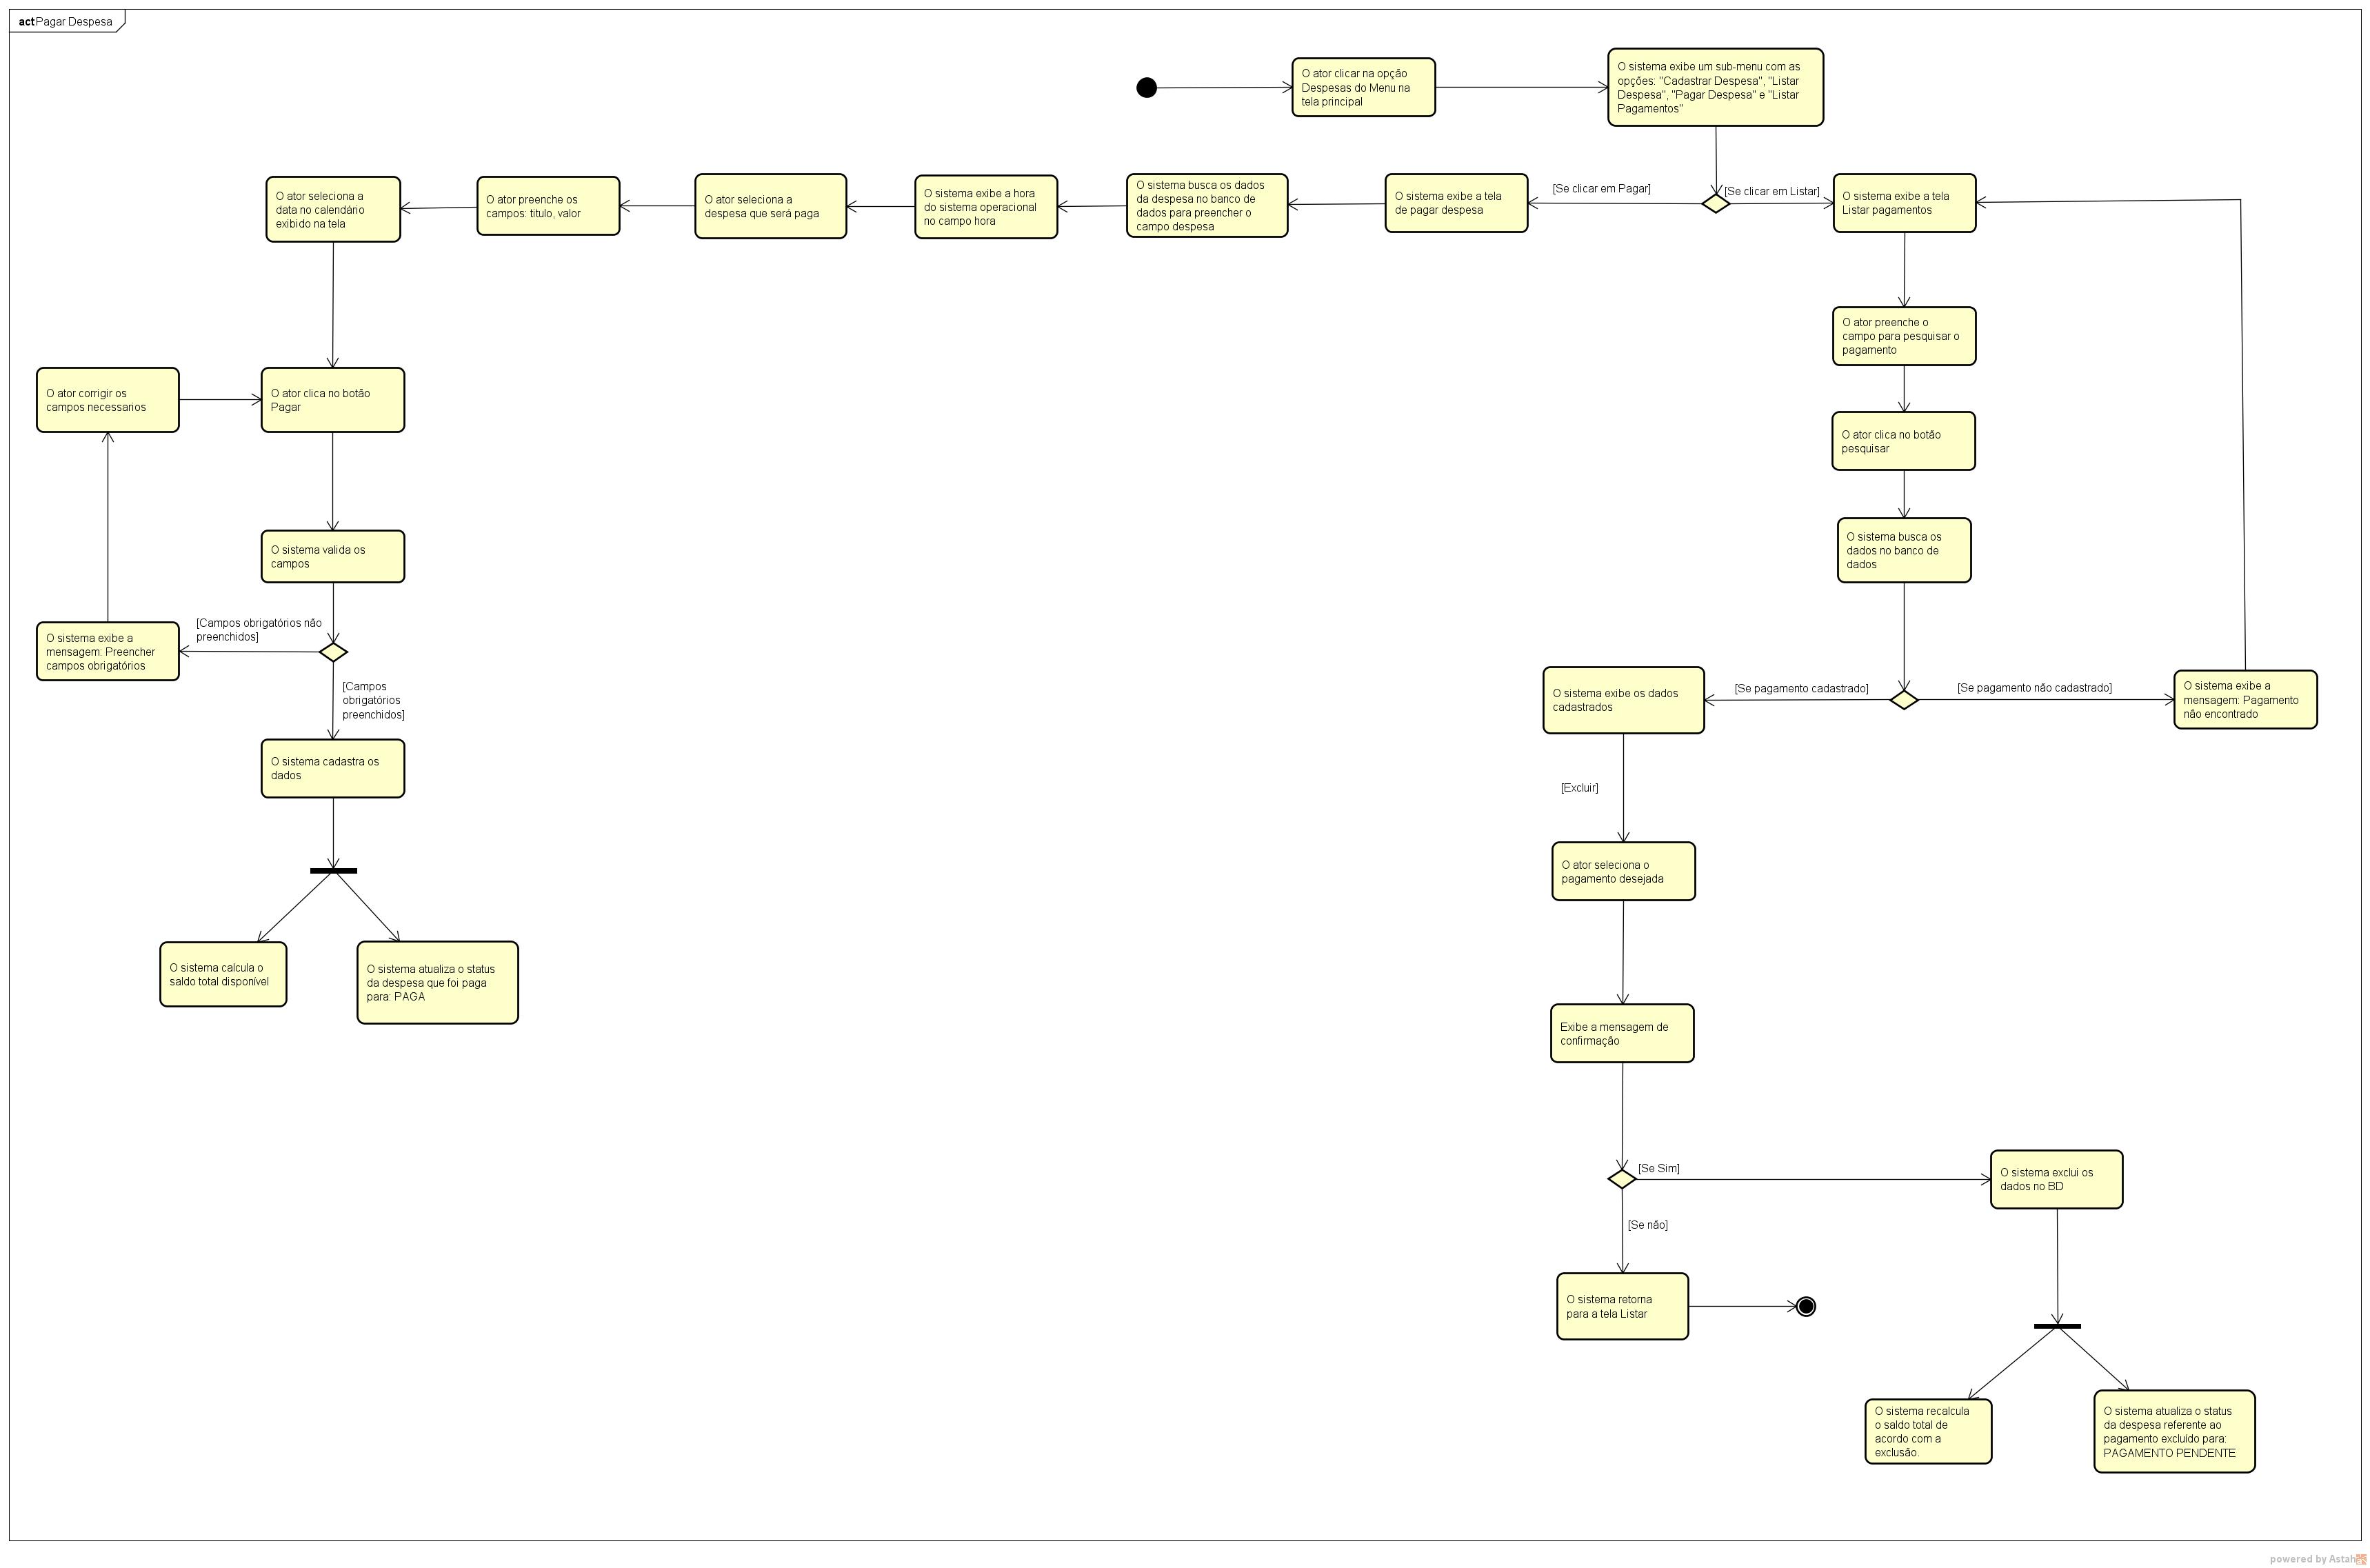 act Pagar Despesa
O ator clicar na opção
Despesas do Menu na
tela principal
O sistema exibe um sub-menu com as
opções: "Cadastrar Despesa", "Listar
Despesa", "Pagar Despesa" e "Listar
Pagamentos"
O ator seleciona a
data no calendário
exibido na tela
O ator preenche os
campos: titulo, valor
O ator seleciona a
despesa que será paga
O sistema exibe a hora
do sistema operacional
no campo hora
O sistema busca os dados
da despesa no banco de
dados para preencher o
campo despesa
O sistema exibe a tela
de pagar despesa
[Se clicar em Pagar]
[Se clicar em Listar]
O sistema exibe a tela
Listar pagamentos
O ator preenche o
campo para pesquisar o
pagamento
O ator corrigir os
campos necessarios
O ator clica no botão
Pagar
O ator clica no botão
pesquisar
O sistema valida os
campos
O sistema busca os
dados no banco de
dados
[Campos obrigatórios não
preenchidos]
O sistema exibe a
mensagem: Preencher
campos obrigatórios
[Campos
obrigatórios
preenchidos]
O sistema exibe os dados
cadastrados
[Se pagamento cadastrado]
[Se pagamento não cadastrado]
O sistema exibe a
mensagem: Pagamento
não encontrado
O sistema cadastra os
dados
[Excluir]
O ator seleciona o
pagamento desejada
O sistema calcula o
saldo total disponível
O sistema atualiza o status
da despesa que foi paga
para: PAGA
Exibe a mensagem de
confirmação
[Se Sim]
O sistema exclui os
dados no BD
[Se não]
O sistema retorna
para a tela Listar
O sistema recalcula
o saldo total de
acordo com a
exclusão.
O sistema atualiza o status
da despesa referente ao
pagamento excluído para:
PAGAMENTO PENDENTE
powered by Astah